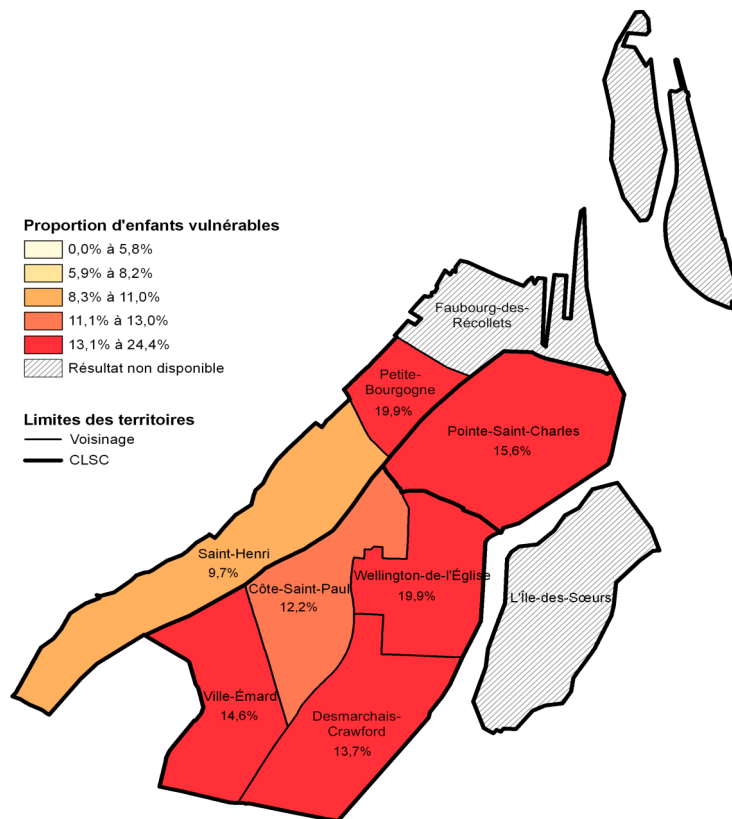 Proportion d'enfants vulnérables
0,0% à 5,8%
5,9% à 8,2%
8,3% à 11,0%
11,1% à 13,0%
13,1% à 24,4%
Résultat non disponible
Limites des territoires
Voisinage
CLSC
Faubourg-des-
Récollets
Petite-
Bourgogne
19,9%
Pointe-Saint-Charles
15,6%
Saint-Henri
9,7%
Côte-Saint-Paul
12,2%
Wellington-de-l'Église
19,9%
L'Île-des-Sœurs
Ville-Émard
14,6%
Desmarchais-
Crawford
13,7%